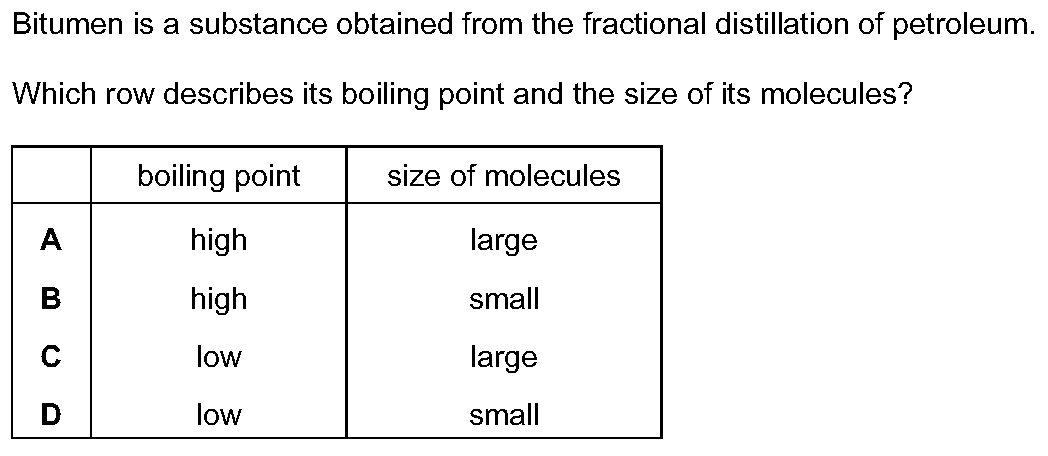 Bitumen is a substance obtained from the fractional distillation of petroleum.
Which row describes its boiling point and the size of its molecules?
boiling point size of molecules
A high large
B high small
C low large
D low small